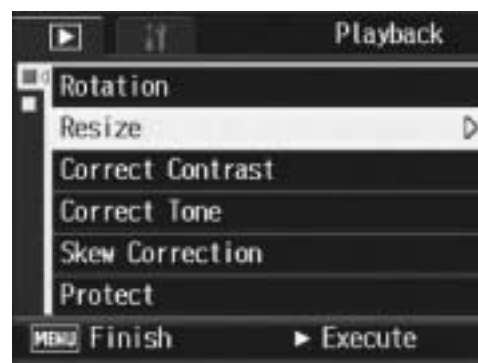 Playback
Rotation
Resize
Correct Contrast
Correct Tone
Skew Correction
Protect
MENU Finish
Execute